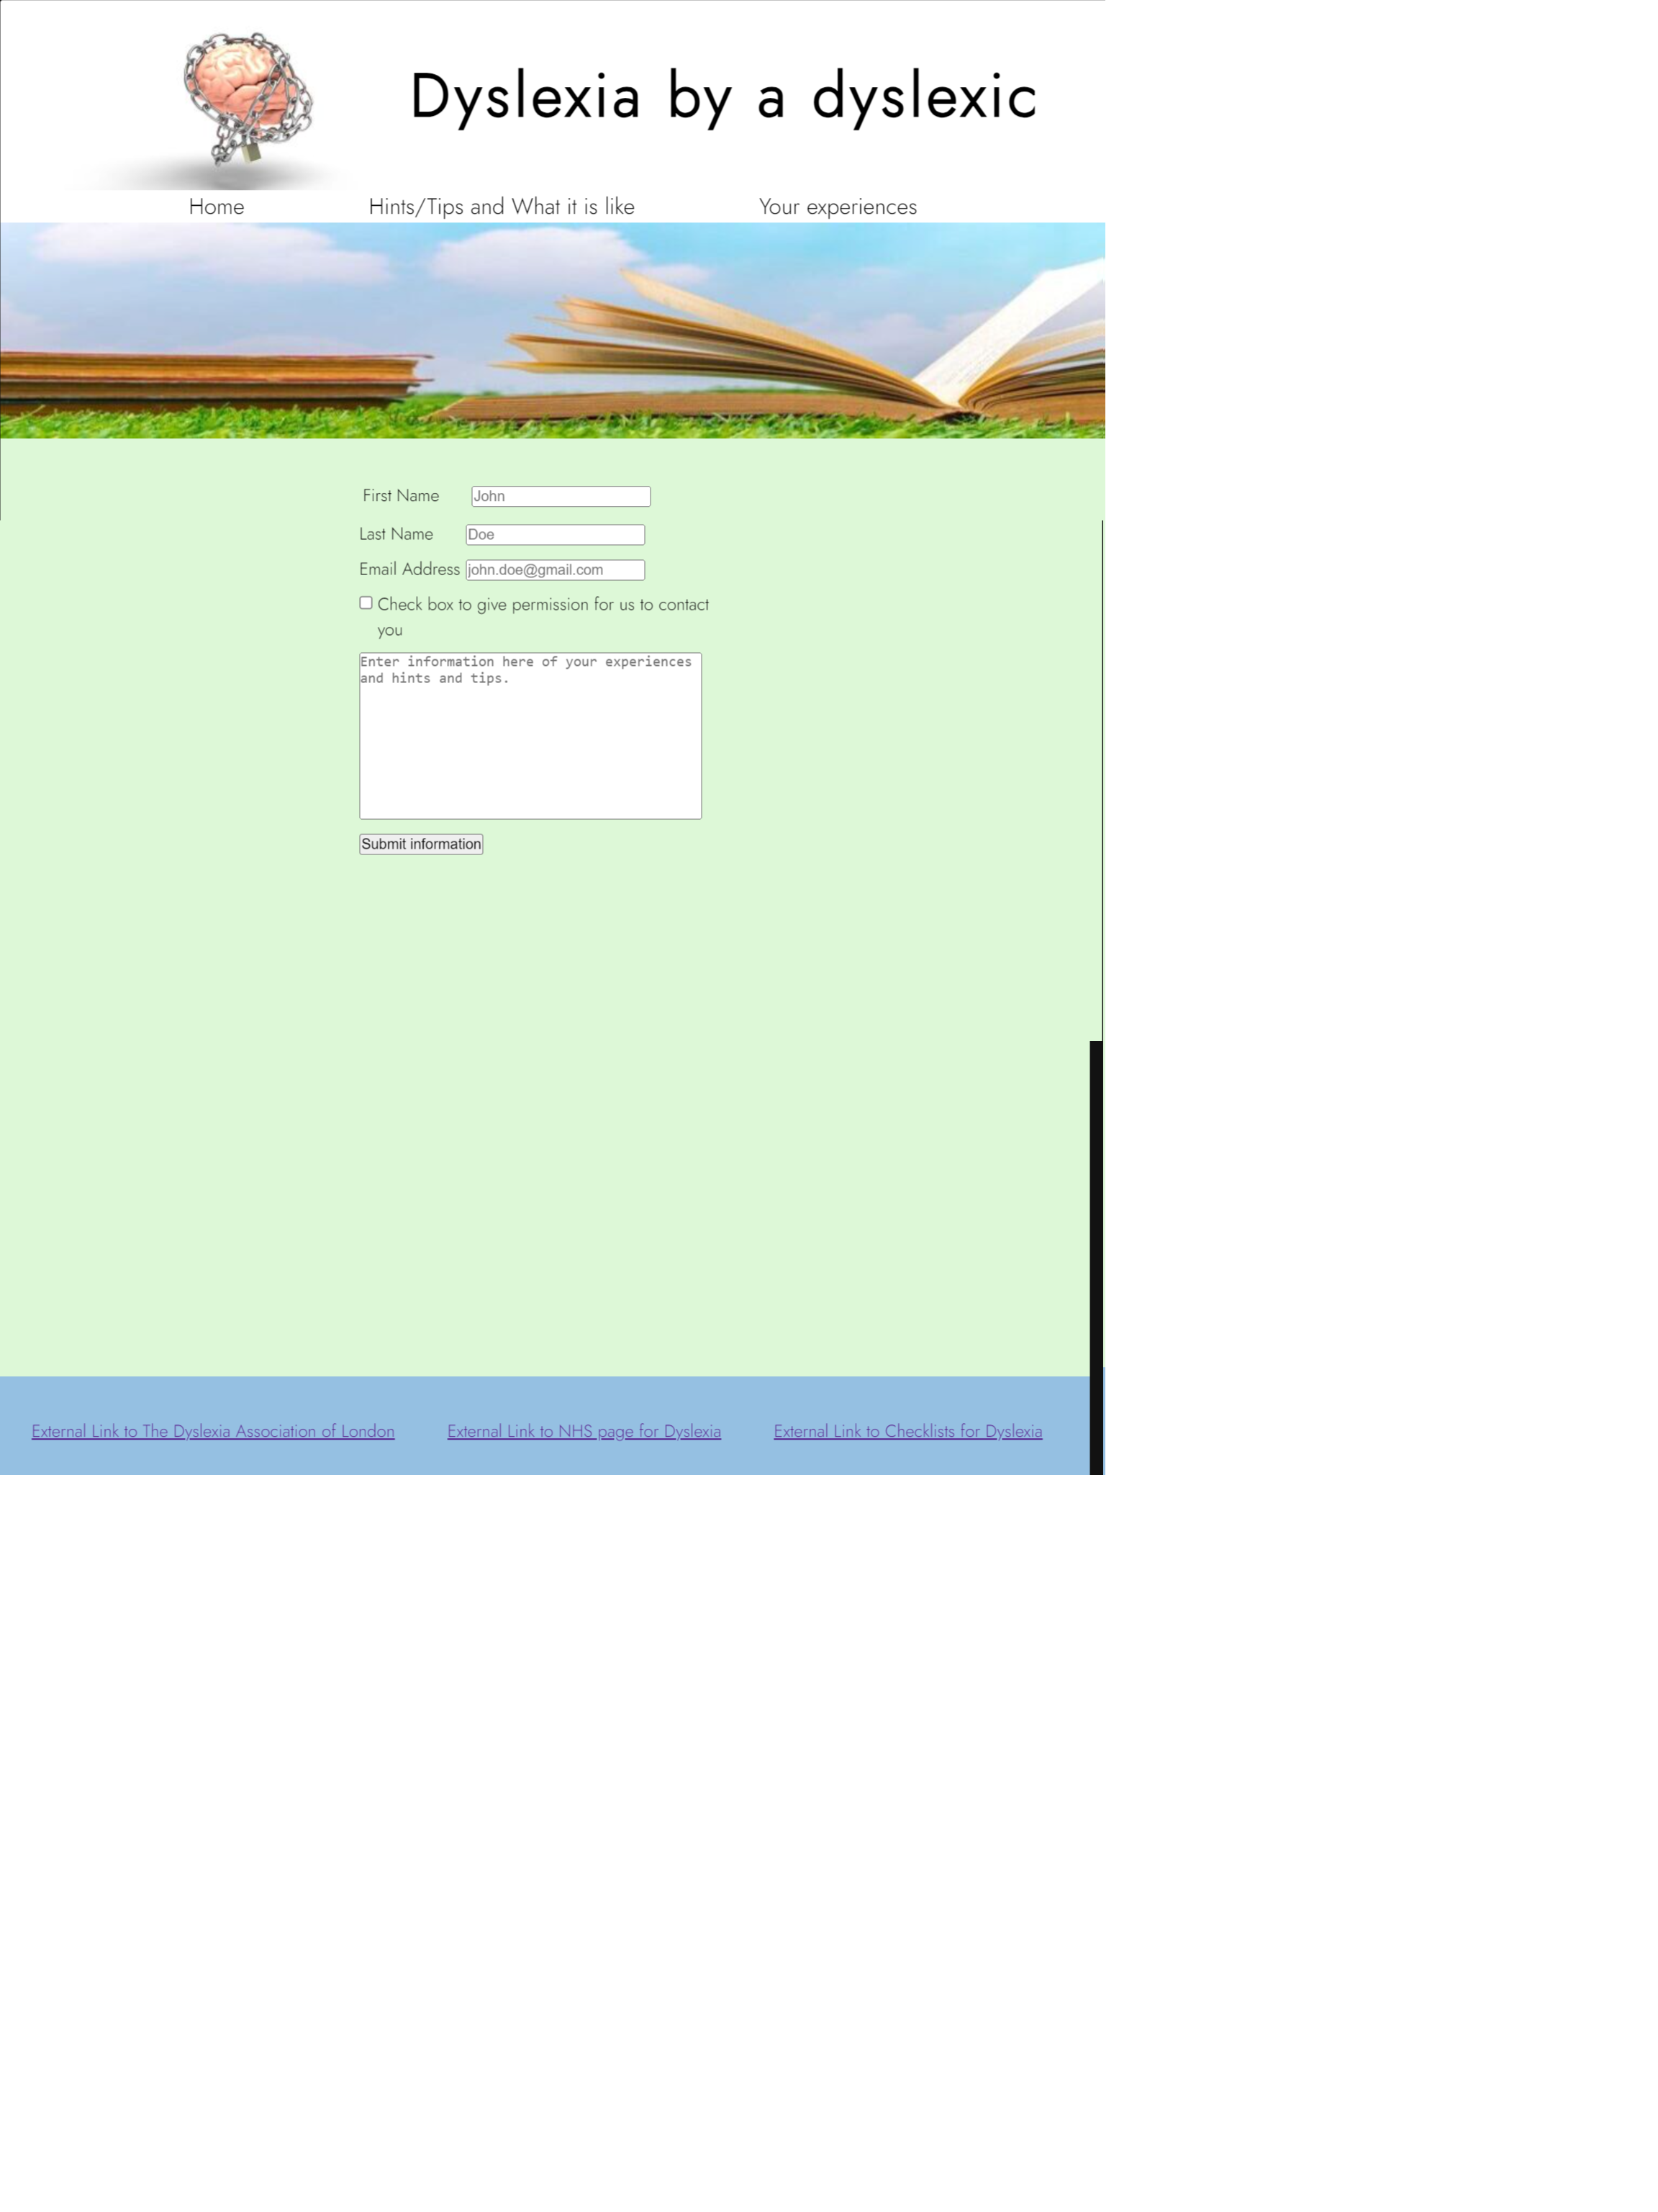 Dyslexia by a dyslexic
Home Hints/Tips and What it is like Your experiences
First Name John
Last Name Doe
Email Address john.doe@gmail.com
Check box to give permission for us to contact
you
Enter information here of your experiences
and hints and tips.
Submit information
External Link to The Dyslexia Association of London External Link to NHS page for Dyslexia External Link to Checklists for Dyslexia